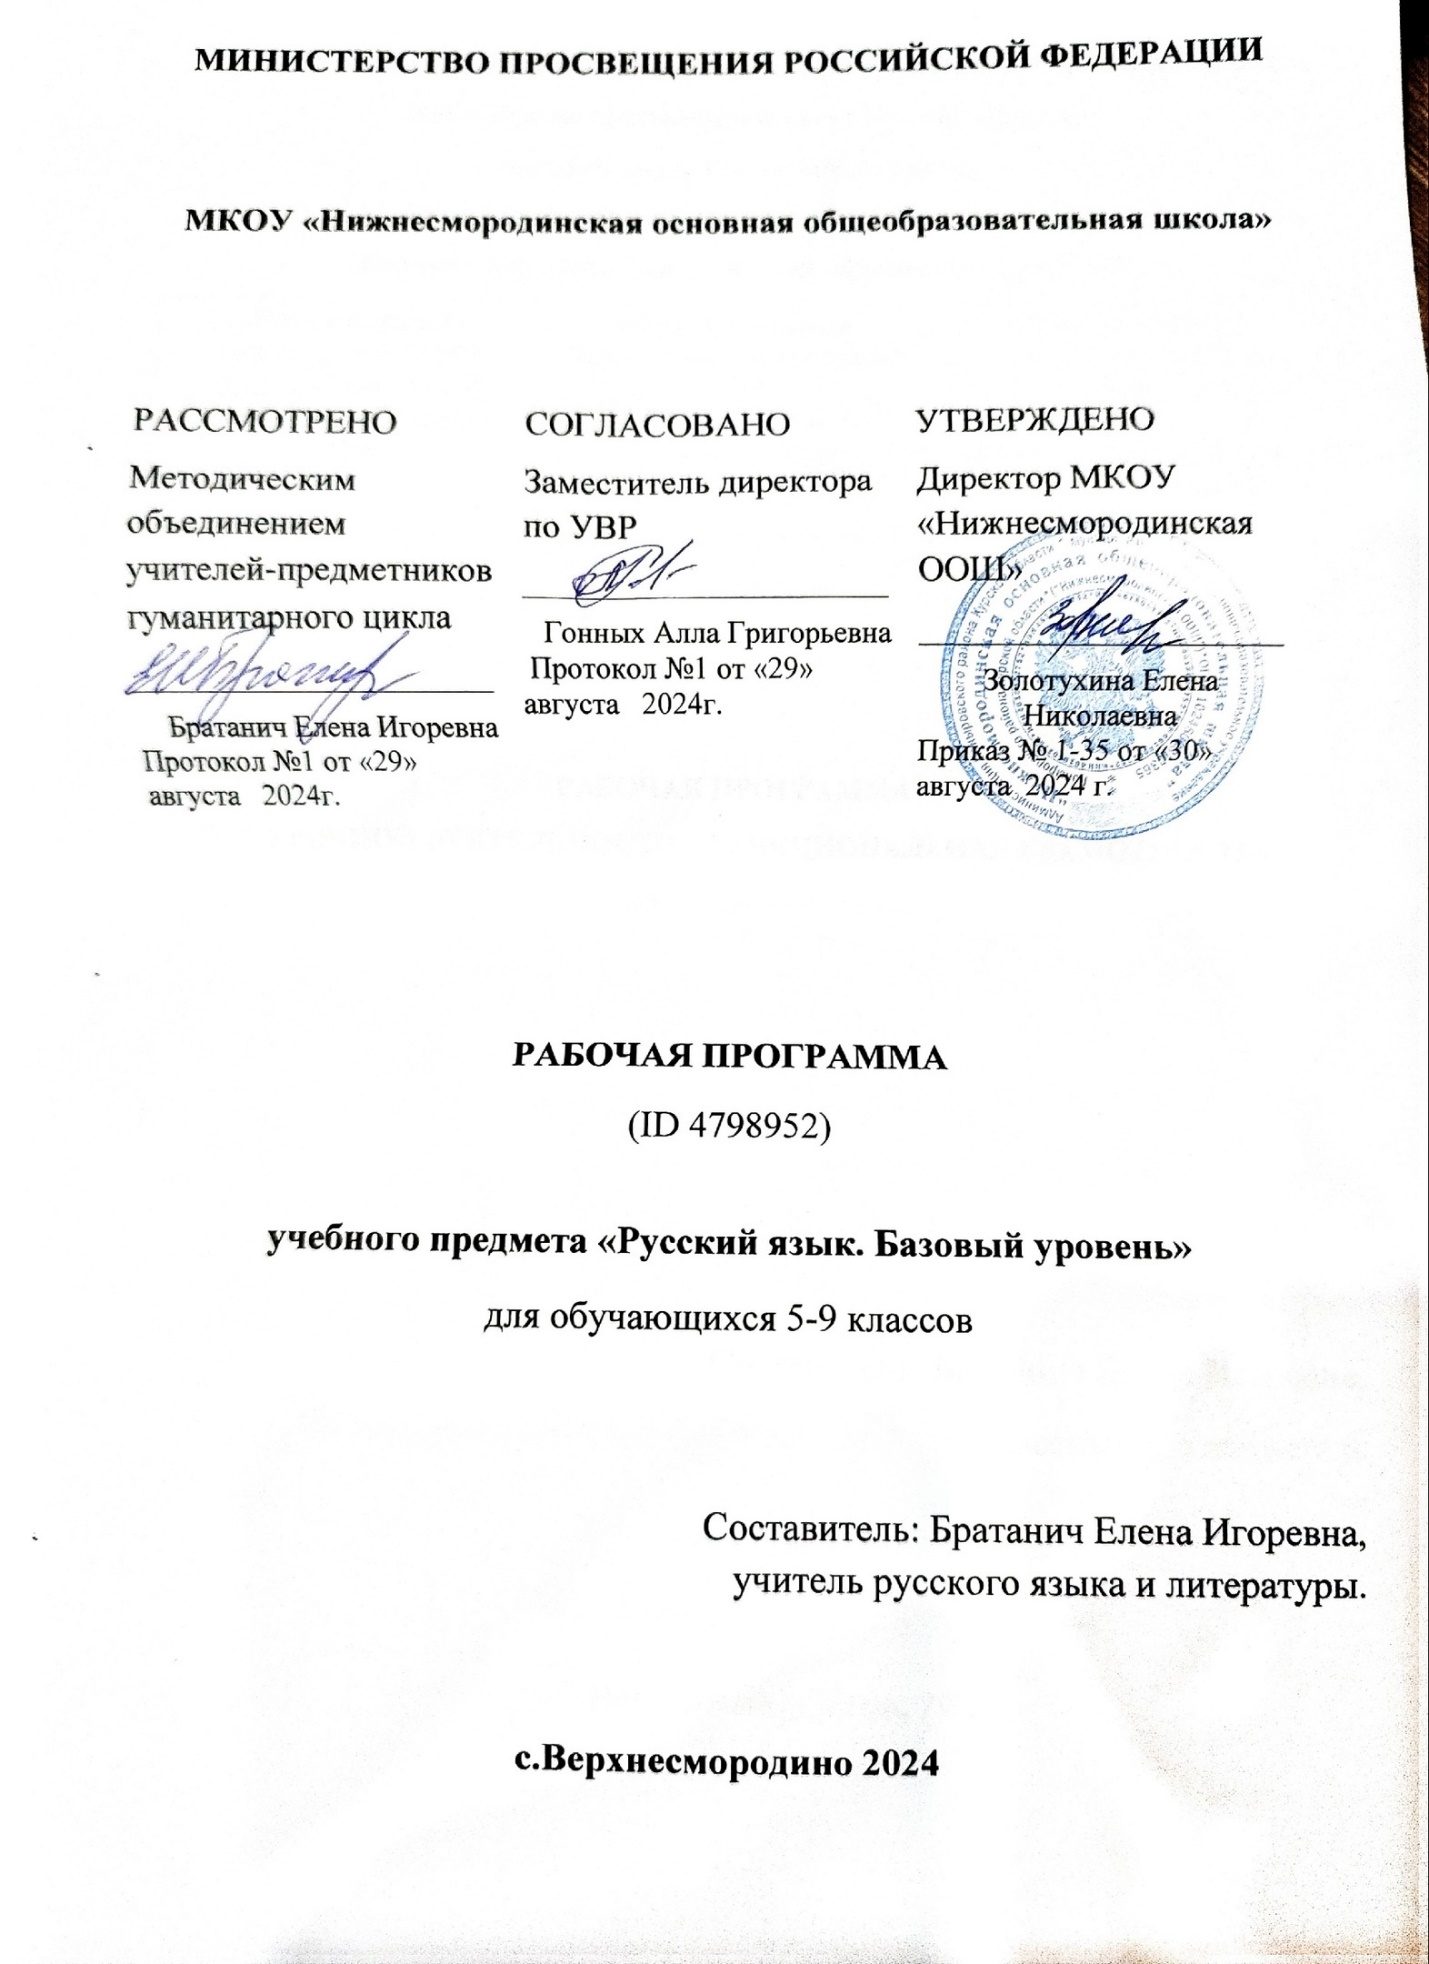 МИНИСТЕРСТВО ПРОСВЕЩЕНИЯ РОССИЙСКОЙ ФЕДЕРАЦИИ
МКОУ «Нижнесмородинская основная общеобразовательная школа»
РАССМОТРЕНО
Методическим
объединением
учителей-предметников
гуманитарного цикла
Братанич Елена Игоревна
Протокол №1 от «29»
августа 2024г.
СОГЛАСОВАНО
Заместитель директора
по УВР
Гонных Алла Григорьевна
Протокол №1 от «29»
августа 2024г.
УТВЕРЖДЕНО
Директор МКОУ
«Нижнесмородинская
ООШ»
Золотухина Елена
Николаевна
Приказ № 1-35 от «30»
августа 2024 г.
РАБОЧАЯ ПРОГРАММА
(ID 4798952)
учебного предмета «Русский язык. Базовый уровень»
для обучающихся 5-9 классов
Составитель: Братанич Елена Игоревна,
учитель русского языка и литературы.
с.Верхнесмородино 2024